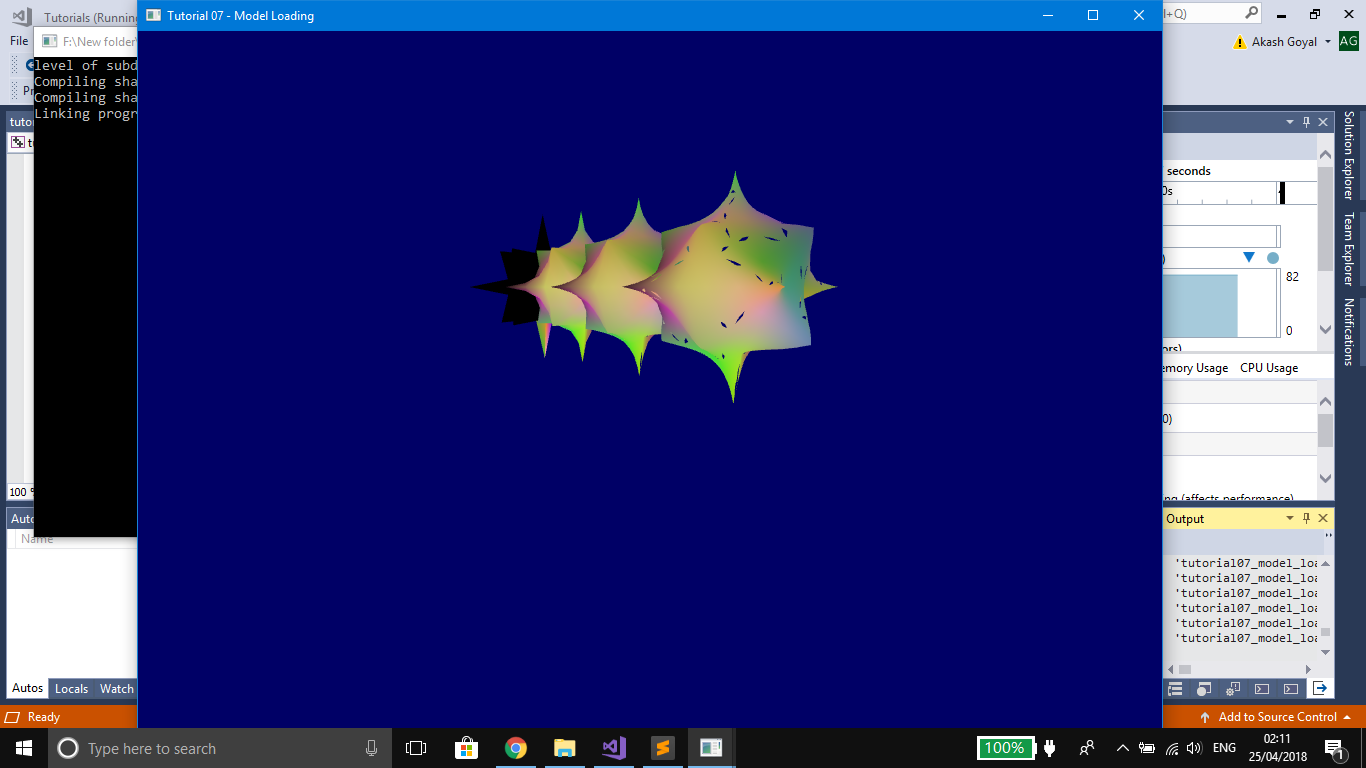 Tutorials (Running
Tutorial 07 - Model Loading
l+Q)
File
F:\New folder\
Akash Goyal
AG
level of subd
Compiling sha
Compiling sha
Linking progr
tuto
seconds
0s
82
0
emory Usage
CPU Usage
0)
100 %
ng (affects performance)
Auto
Name
Output
'tutorial07_model_loa
'tutorial07_model_loa
'tutorial07_model_loa
'tutorial07_model_loa
'tutorial07_model_loa
'tutorial07_model_loa
Solution Explorer
Team Explorer
Notifications
Autos
Locals
Watch
Ready
Add to Source Control
Type here to search
100%
ENG
02:11
25/04/2018
1